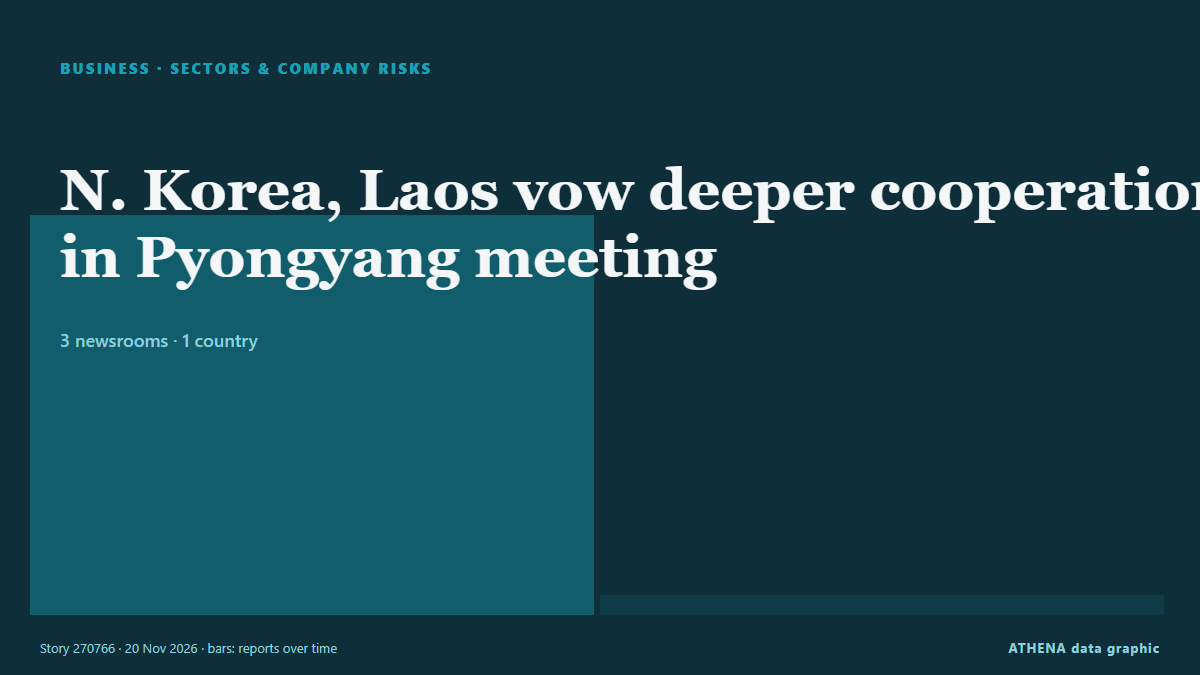 BUSINESS · SECTORS & COMPANY RISKS
N. Korea, Laos vow deeper cooperation
in Pyongyang meeting
3 newsrooms · 1 country
Story 270766 · 20 Nov 2026 · bars: reports over time
ATHENA data graphic